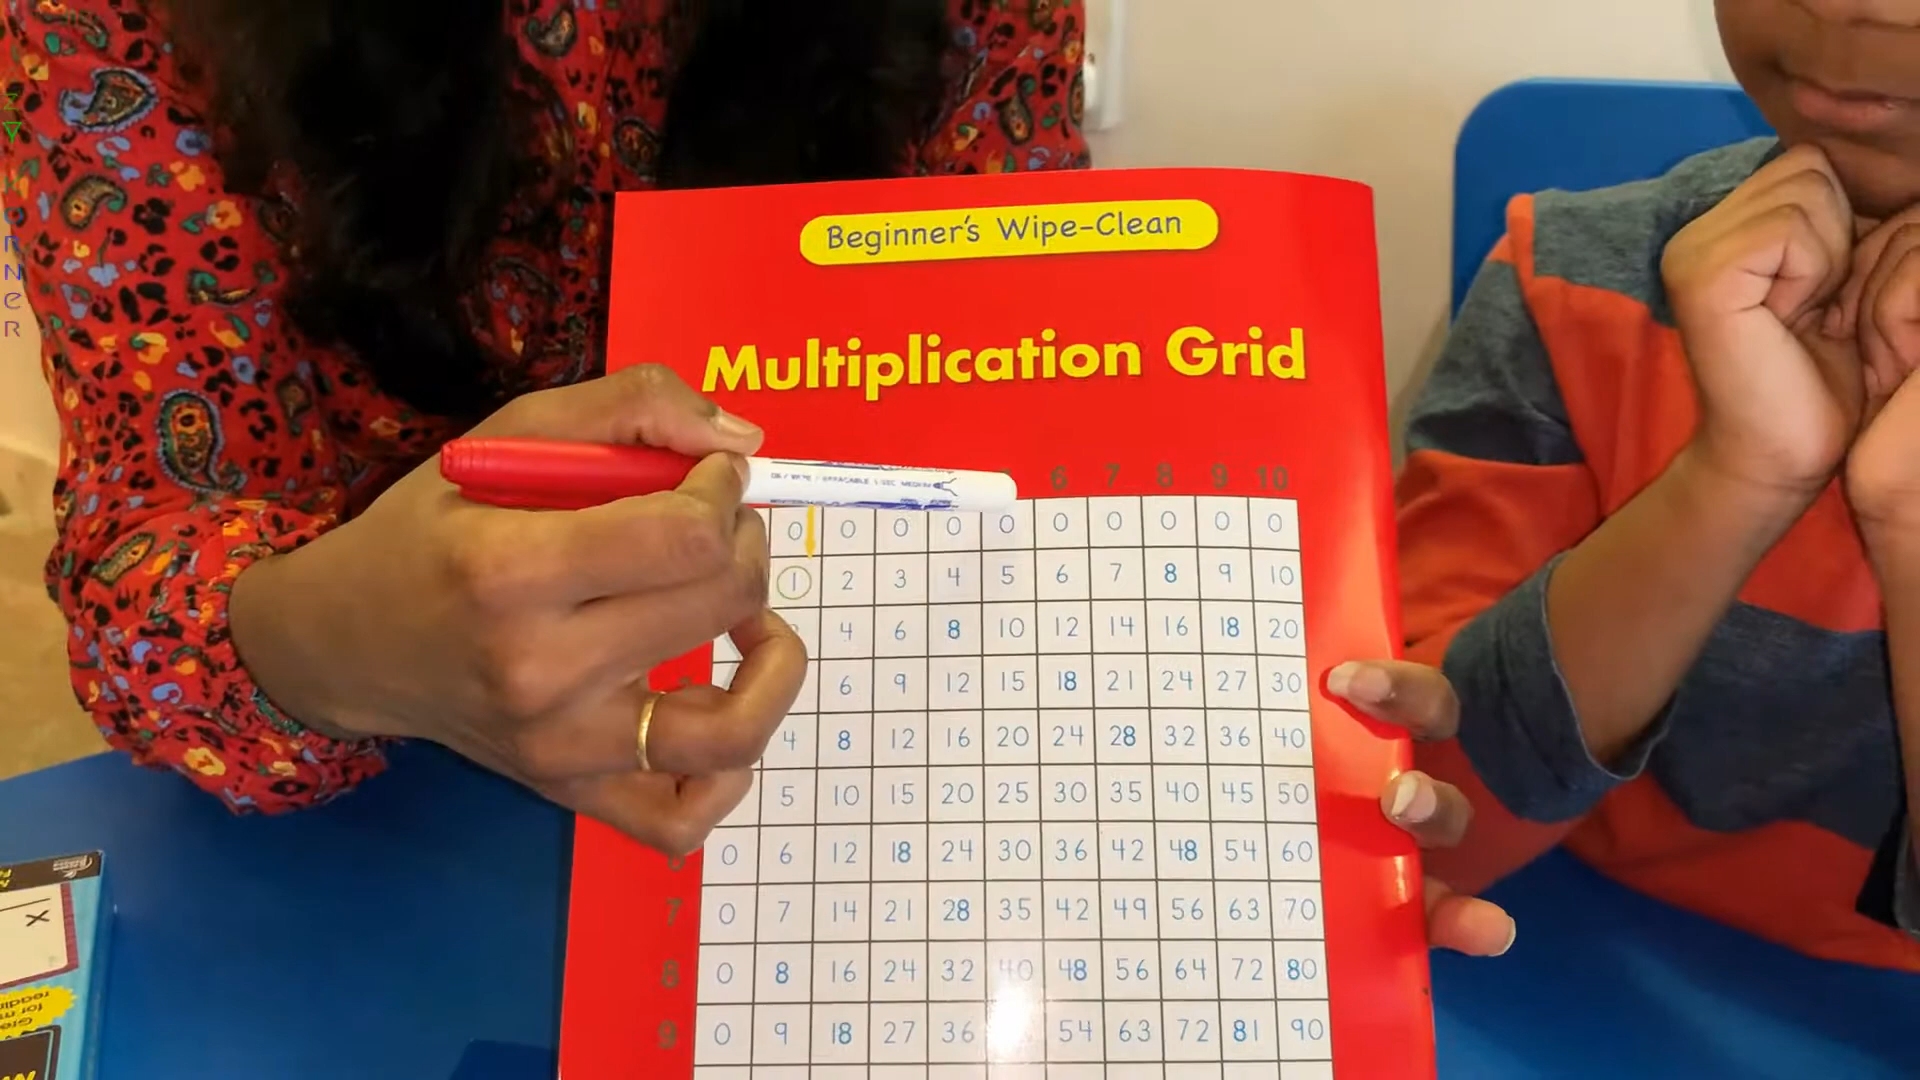 Beginner's Wipe-Clean
Multiplication Grid
6 7 8 9 10
0 0 0 0 0 0 0 0 0 0
1 2 3 4 5 6 7 8 9 10
4 6 8 10 12 14 16 18 20
6 9 12 15 18 21 24 27 30
4 8 12 16 20 24 28 32 36 40
5 10 15 20 25 30 35 40 45 50
6 0 6 12 18 24 30 36 42 48 54 60
7 0 7 14 21 28 35 42 49 56 63 70
8 0 8 16 24 32 40 48 56 64 72 80
9 0 9 18 27 36 54 63 72 81 90